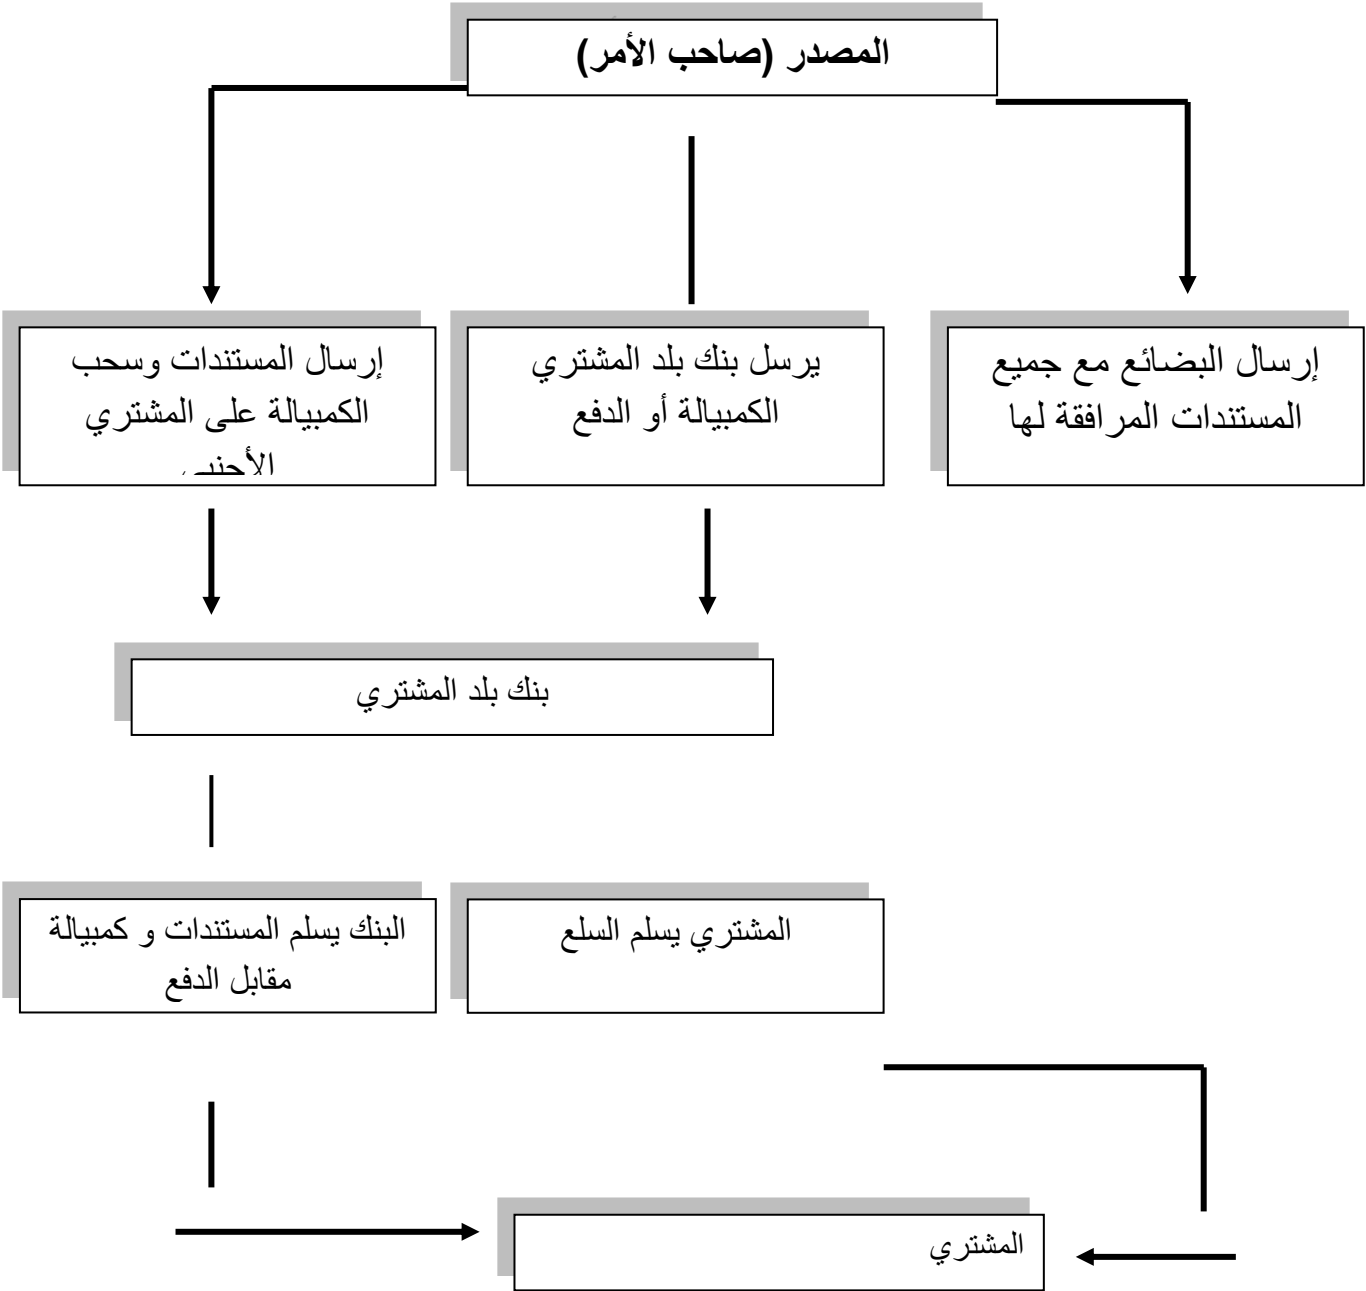 المصدر (صاحب الأمر)
إرسال البضائع مع جميع
المستندات المرافقة لها
يرسل بنك بلد المشتري
الكمبيالة أو الدفع
إرسال المستندات وسحب
الكمبيالة على المشتري
الأجنبي
بنك بلد المشتري
المشتري يسلم السلع
البنك يسلم المستندات و كمبيالة
مقابل الدفع
المشتري